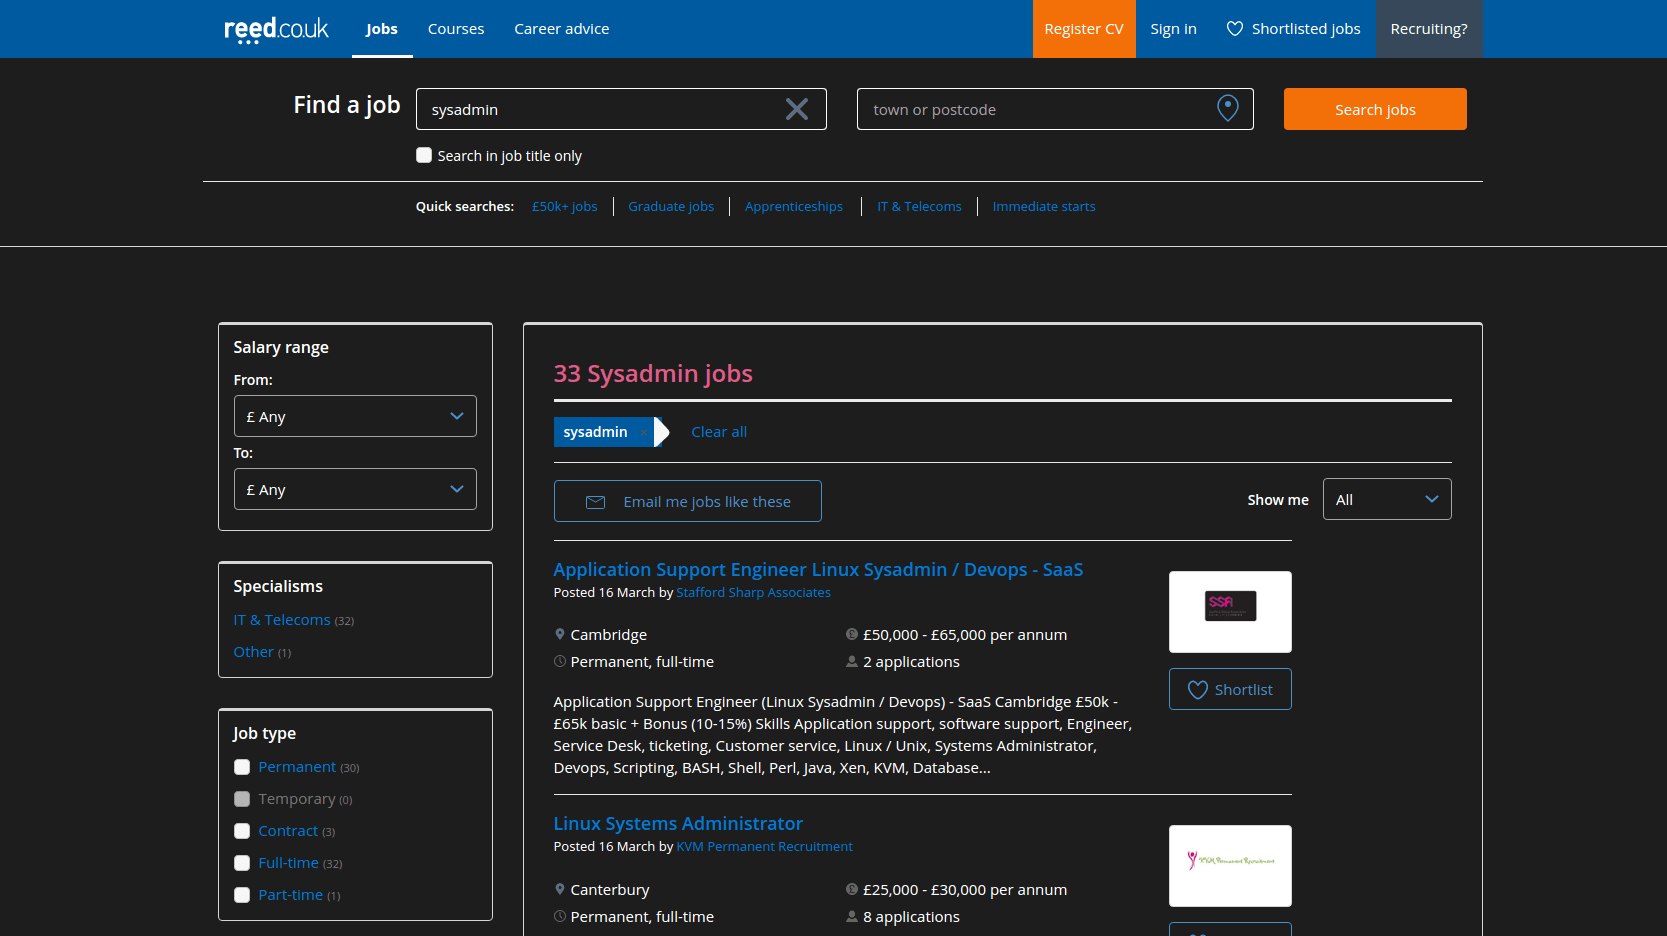 reed.co.uk
Jobs
Courses
Career advice
Register CV
Sign in
Shortlisted jobs
Recruiting?
Find a job
sysadmin
town or postcode
Search jobs
Search in job title only
Quick searches: £50k+ jobs Graduate jobs Apprenticeships IT & Telecoms Immediate starts
Salary range
From:
£ Any
To:
£ Any
Specialisms
IT & Telecoms (32)
Other (1)
Job type
Permanent (30)
Temporary (0)
Contract (3)
Full-time (32)
Part-time (1)
33 Sysadmin jobs
sysadmin ×
Clear all
Email me jobs like these
Show me
All
Application Support Engineer Linux Sysadmin / Devops - SaaS
Posted 16 March by Stafford Sharp Associates
Cambridge
£50,000 - £65,000 per annum
Permanent, full-time
2 applications
Application Support Engineer (Linux Sysadmin / Devops) - SaaS Cambridge £50k -
£65k basic + Bonus (10-15%) Skills Application support, software support, Engineer,
Service Desk, ticketing, Customer service, Linux / Unix, Systems Administrator,
Devops, Scripting, BASH, Shell, Perl, Java, Xen, KVM, Database...
SSA
Shortlist
Linux Systems Administrator
Posted 16 March by KVM Permanent Recruitment
Canterbury
£25,000 - £30,000 per annum
Permanent, full-time
8 applications
KVM Permanent Recruitment